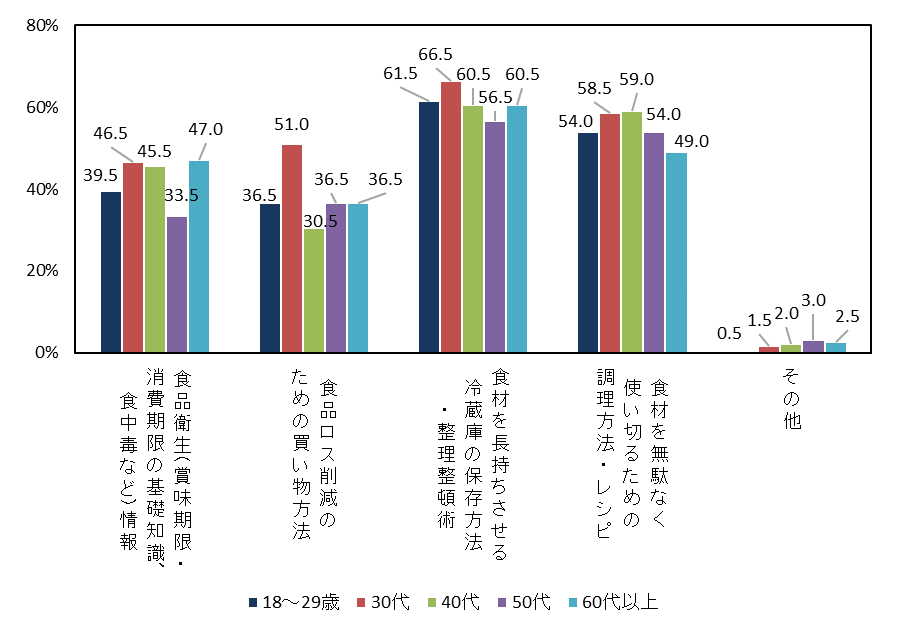 80%
60%
40%
20%
0%
39.5
46.5
45.5
33.5
47.0
36.5
51.0
30.5
36.5
36.5
61.5
66.5
60.5
56.5
60.5
54.0
58.5
59.0
54.0
49.0
0.5
1.5
2.0
3.0
2.5
食品衛生(賞味期限・
消費期限の基礎知識、
食中毒など)情報
食品ロス削減の
ための買い物方法
食材を長持ちさせる
冷蔵庫の保存方法
・整理整頓術
食材を無駄なく
使い切るための
調理方法・レシピ
その他
18～29歳
30代
40代
50代
60代以上